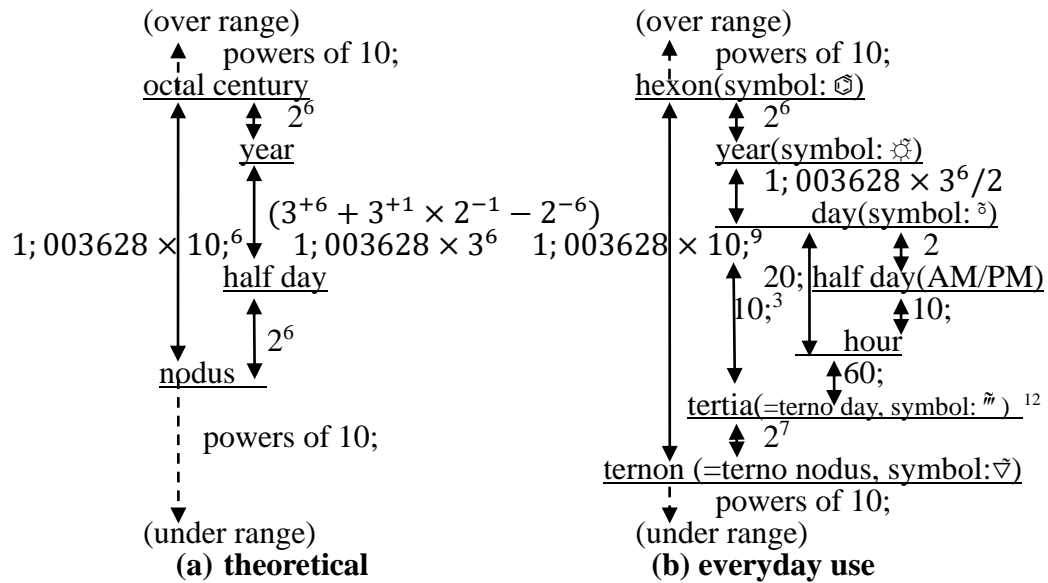 (over range)
powers of 10;
octal century
2⁶
year
(3⁺⁶ + 3⁺¹ × 2⁻¹ − 2⁻⁶)
1; 003628 × 10;⁶
1; 003628 × 3⁶
half day
2⁶
nodus
powers of 10;
(under range)
(a) theoretical
(over range)
powers of 10;
hexon(symbol: )
2⁶
year(symbol: )
1; 003628 × 3⁶/2
day(symbol: )
1; 003628 × 10;⁹
2
20;
half day(AM/PM)
10;³
10;
hour
60;
tertia(=terno day, symbol: ) ¹²
2⁷
ternon (=terno nodus, symbol:▽̃)
powers of 10;
(under range)
(b) everyday use